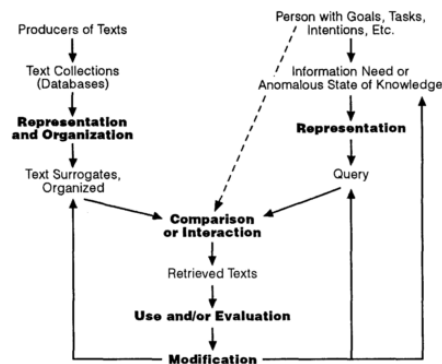 Producers of Texts
Text Collections
(Databases)
Representation
and Organization
Text Surrogates,
Organized
Person with Goals, Tasks,
Intentions, Etc.
Information Need or
Anomalous State of Knowledge
Representation
Query
Comparison
or Interaction
Retrieved Texts
Use and/or Evaluation
Modification